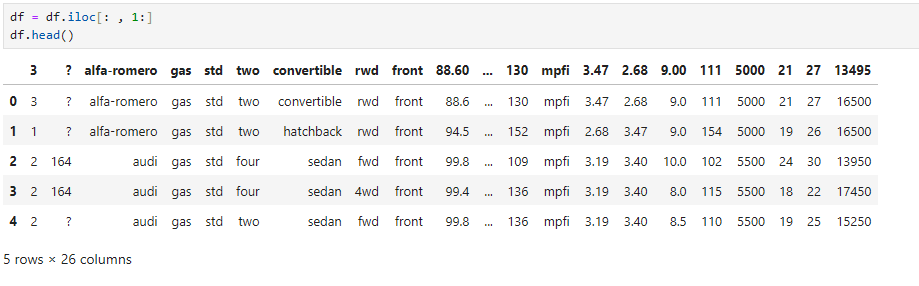 df = df.iloc[: , 1:]
df.head()
3 ? alfa-romero gas std two convertible rwd front 88.60 ... 130 mpfi 3.47 2.68 9.00 111 5000 21 27 13495
0 3 ? alfa-romero gas std two convertible rwd front 88.6 ... 130 mpfi 3.47 2.68 9.0 111 5000 21 27 16500
1 1 ? alfa-romero gas std two hatchback rwd front 94.5 ... 152 mpfi 2.68 3.47 9.0 154 5000 19 26 16500
2 2 164 audi gas std four sedan fwd front 99.8 ... 109 mpfi 3.19 3.40 10.0 102 5500 24 30 13950
3 2 164 audi gas std four sedan 4wd front 99.4 ... 136 mpfi 3.19 3.40 8.0 115 5500 18 22 17450
4 2 ? audi gas std two sedan fwd front 99.8 ... 136 mpfi 3.19 3.40 8.5 110 5500 19 25 15250
5 rows × 26 columns